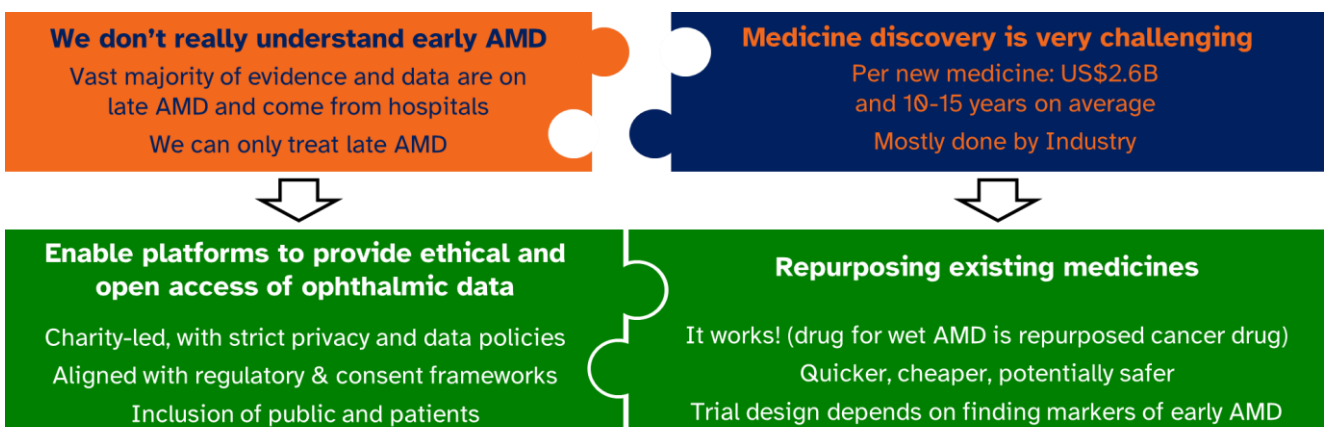 We don't really understand early AMD
Vast majority of evidence and data are on
late AMD and come from hospitals
We can only treat late AMD
Medicine discovery is very challenging
Per new medicine: US$2.6B
and 10-15 years on average
Mostly done by Industry
Enable platforms to provide ethical and
open access of ophthalmic data
Charity-led, with strict privacy and data policies
Aligned with regulatory & consent frameworks
Inclusion of public and patients
Repurposing existing medicines
It works! (drug for wet AMD is repurposed cancer drug)
Quicker, cheaper, potentially safer
Trial design depends on finding markers of early AMD